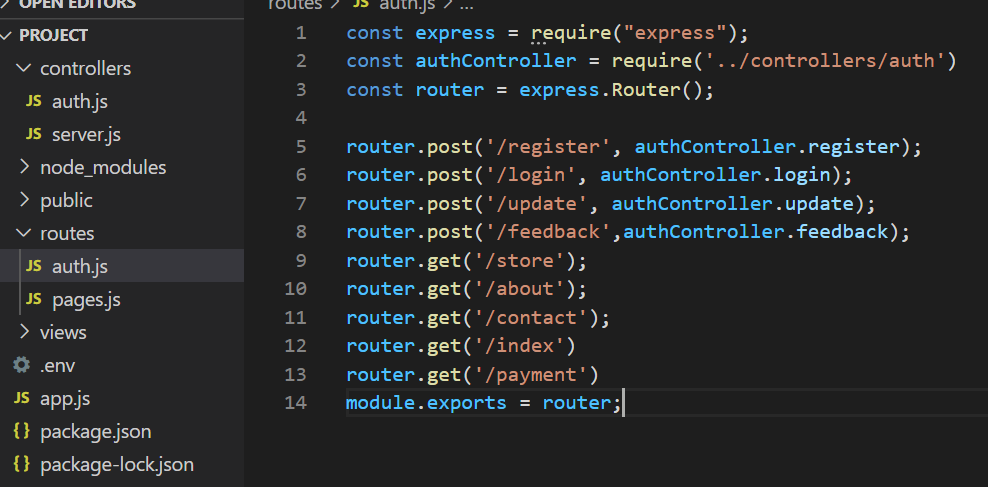 OPEN EDITORS
PROJECT
controllers
JS auth.js
JS server.js
node_modules
public
routes
JS auth.js
JS pages.js
views
.env
JS app.js
{} package.json
{} package-lock.json
routes > JS auth.js > ...
1 const express = require("express");
2 const authController = require('../controllers/auth')
3 const router = express.Router();
4
5 router.post('/register', authController.register);
6 router.post('/login', authController.login);
7 router.post('/update', authController.update);
8 router.post('/feedback',authController.feedback);
9 router.get('/store');
10 router.get('/about');
11 router.get('/contact');
12 router.get('/index')
13 router.get('/payment')
14 module.exports = router;